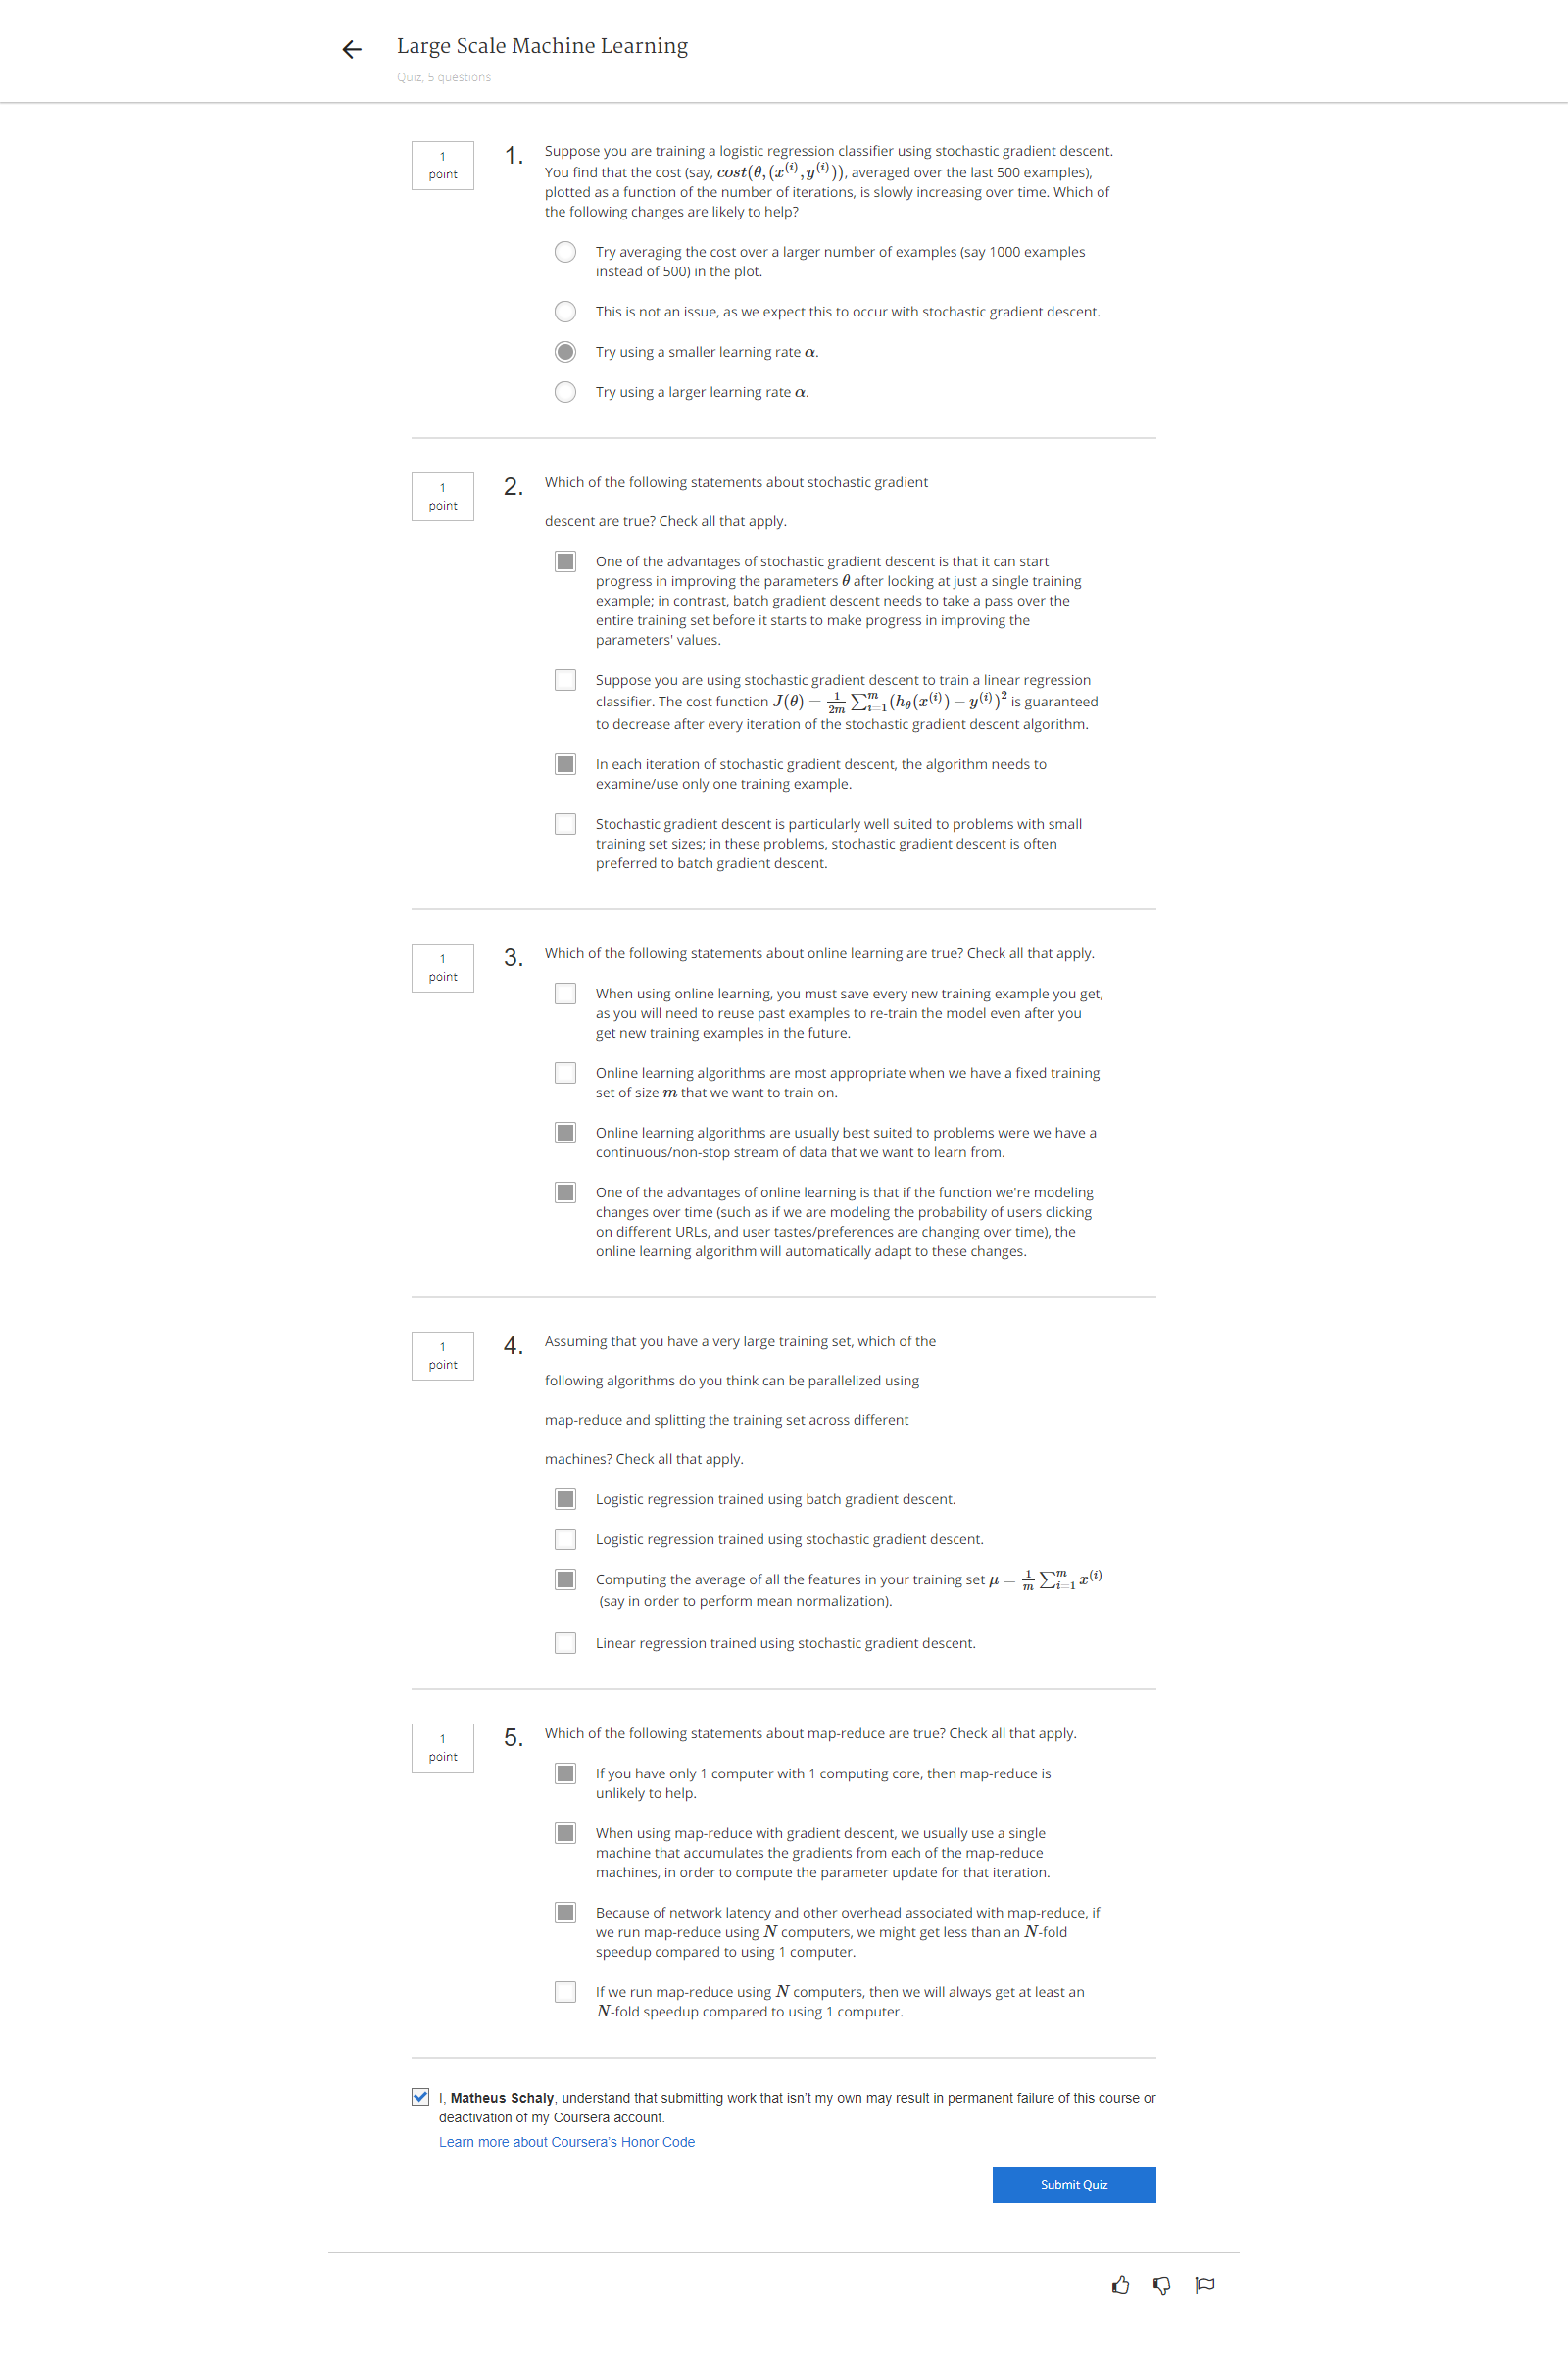 Large Scale Machine Learning
Quiz, 5 questions
1
point
1.
Suppose you are training a logistic regression classifier using stochastic gradient descent.
You find that the cost (say, cost(θ, (x^(i), y^(i))), averaged over the last 500 examples),
plotted as a function of the number of iterations, is slowly increasing over time. Which of
the following changes are likely to help?
Try averaging the cost over a larger number of examples (say 1000 examples
instead of 500) in the plot.
This is not an issue, as we expect this to occur with stochastic gradient descent.
Try using a smaller learning rate α.
Try using a larger learning rate α.
1
point
2.
Which of the following statements about stochastic gradient
descent are true? Check all that apply.
One of the advantages of stochastic gradient descent is that it can start
progress in improving the parameters θ after looking at just a single training
example; in contrast, batch gradient descent needs to take a pass over the
entire training set before it starts to make progress in improving the
parameters' values.
Suppose you are using stochastic gradient descent to train a linear regression
classifier. The cost function J(θ) = 1/2m ∑_{i=1}^m (h_θ(x^(i)) − y^(i))^2 is guaranteed
to decrease after every iteration of the stochastic gradient descent algorithm.
In each iteration of stochastic gradient descent, the algorithm needs to
examine/use only one training example.
Stochastic gradient descent is particularly well suited to problems with small
training set sizes; in these problems, stochastic gradient descent is often
preferred to batch gradient descent.
1
point
3.
Which of the following statements about online learning are true? Check all that apply.
When using online learning, you must save every new training example you get,
as you will need to reuse past examples to re-train the model even after you
get new training examples in the future.
Online learning algorithms are most appropriate when we have a fixed training
set of size m that we want to train on.
Online learning algorithms are usually best suited to problems were we have a
continuous/non-stop stream of data that we want to learn from.
One of the advantages of online learning is that if the function we're modeling
changes over time (such as if we are modeling the probability of users clicking
on different URLs, and user tastes/preferences are changing over time), the
online learning algorithm will automatically adapt to these changes.
1
point
4.
Assuming that you have a very large training set, which of the
following algorithms do you think can be parallelized using
map-reduce and splitting the training set across different
machines? Check all that apply.
Logistic regression trained using batch gradient descent.
Logistic regression trained using stochastic gradient descent.
Computing the average of all the features in your training set μ = 1/m ∑_{i=1}^m x^(i)
(say in order to perform mean normalization).
Linear regression trained using stochastic gradient descent.
1
point
5.
Which of the following statements about map-reduce are true? Check all that apply.
If you have only 1 computer with 1 computing core, then map-reduce is
unlikely to help.
When using map-reduce with gradient descent, we usually use a single
machine that accumulates the gradients from each of the map-reduce
machines, in order to compute the parameter update for that iteration.
Because of network latency and other overhead associated with map-reduce, if
we run map-reduce using N computers, we might get less than an N-fold
speedup compared to using 1 computer.
If we run map-reduce using N computers, then we will always get at least an
N-fold speedup compared to using 1 computer.
I, Matheus Schaly, understand that submitting work that isn't my own may result in permanent failure of this course or
deactivation of my Coursera account.
Learn more about Coursera's Honor Code
Submit Quiz